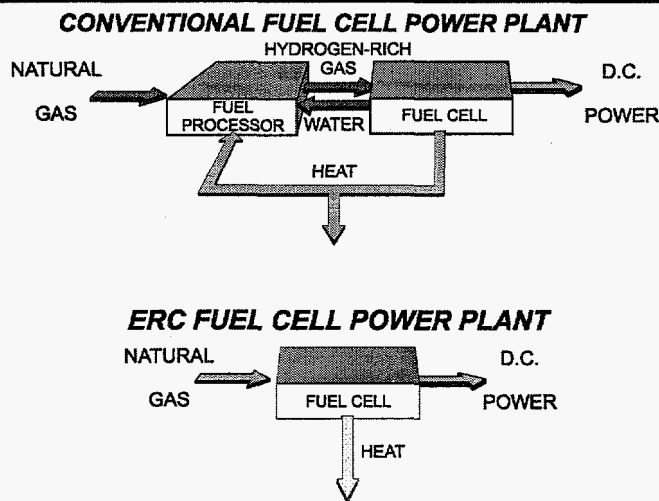 CONVENTIONAL FUEL CELL POWER PLANT
HYDROGEN-RICH
GAS
NATURAL
GAS
FUEL
PROCESSOR
WATER
FUEL CELL
D.C.
POWER
HEAT
ERC FUEL CELL POWER PLANT
NATURAL
GAS
FUEL CELL
D.C.
POWER
HEAT